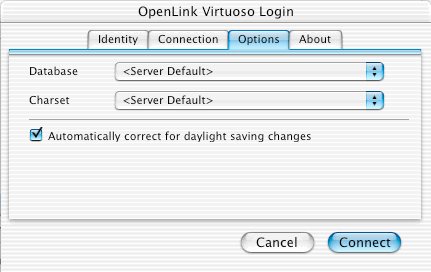 OpenLink Virtuoso Login
Identity Connection Options About
Database <Server Default>
Charset <Server Default>
Automatically correct for daylight saving changes
Cancel Connect